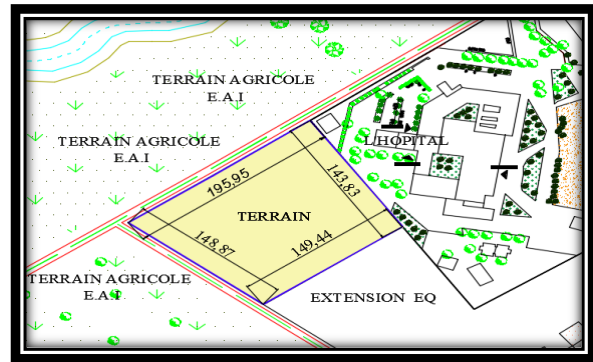 TERRAIN AGRICOLE
E.A.I
TERRAIN AGRICOLE
E.A.I
L'HOPITAL
195,95
143,83
TERRAIN
148,87
149,44
TERRAIN AGRICOLE
E.A.I
EXTENSION EQ